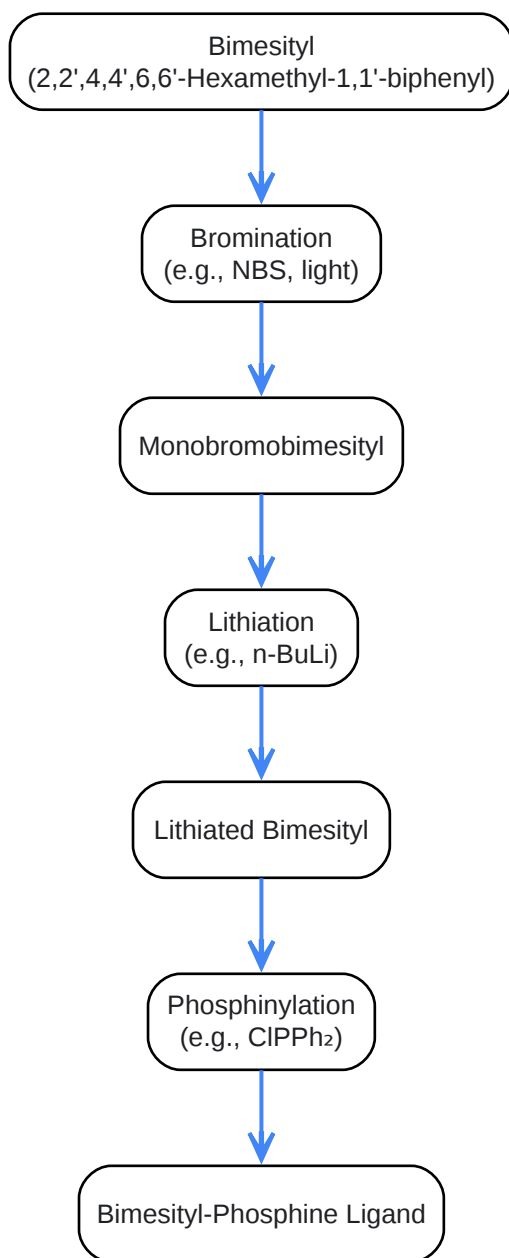 Bimesityl
(2,2',4,4',6,6'-Hexamethyl-1,1'-biphenyl)
Bromination
(e.g., NBS, light)
Monobromobimesityl
Lithiation
(e.g., n-BuLi)
Lithiated Bimesityl
Phosphinylation
(e.g., ClPPh₂)
Bimesityl-Phosphine Ligand